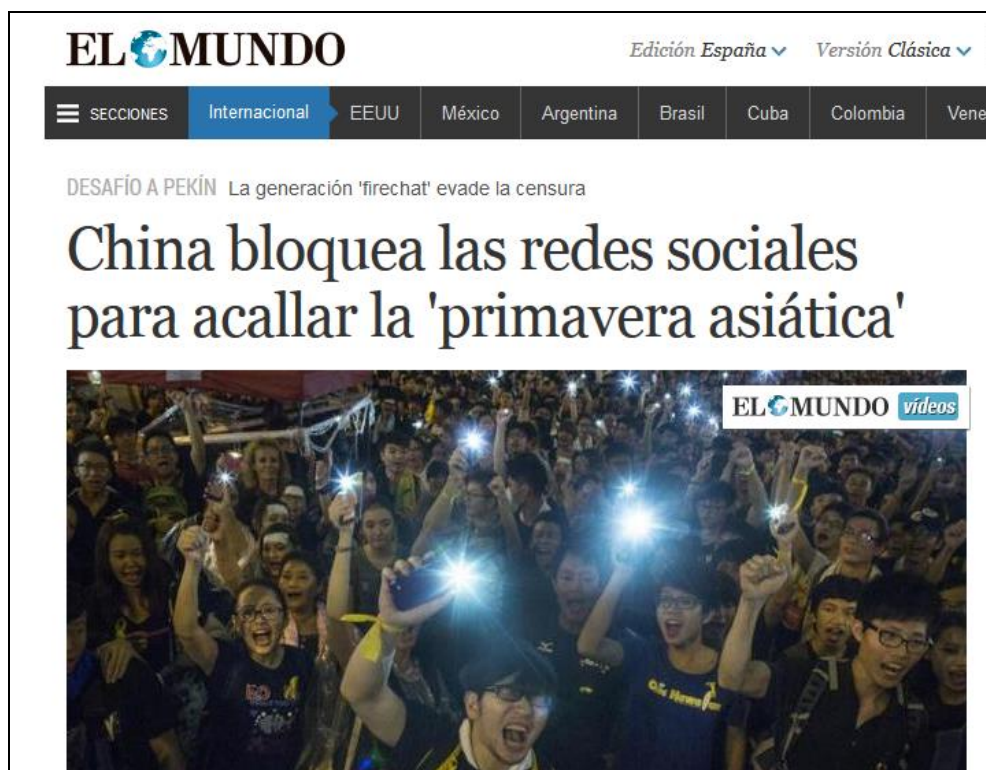 EL MUNDO
Edición España Versión Clásica
SECCIONES Internacional EEUU México Argentina Brasil Cuba Colombia Vene
DESAFÍO A PEKÍN La generación 'firechat' evade la censura
China bloquea las redes sociales
para acallar la 'primavera asiática'
EL MUNDO vídeos